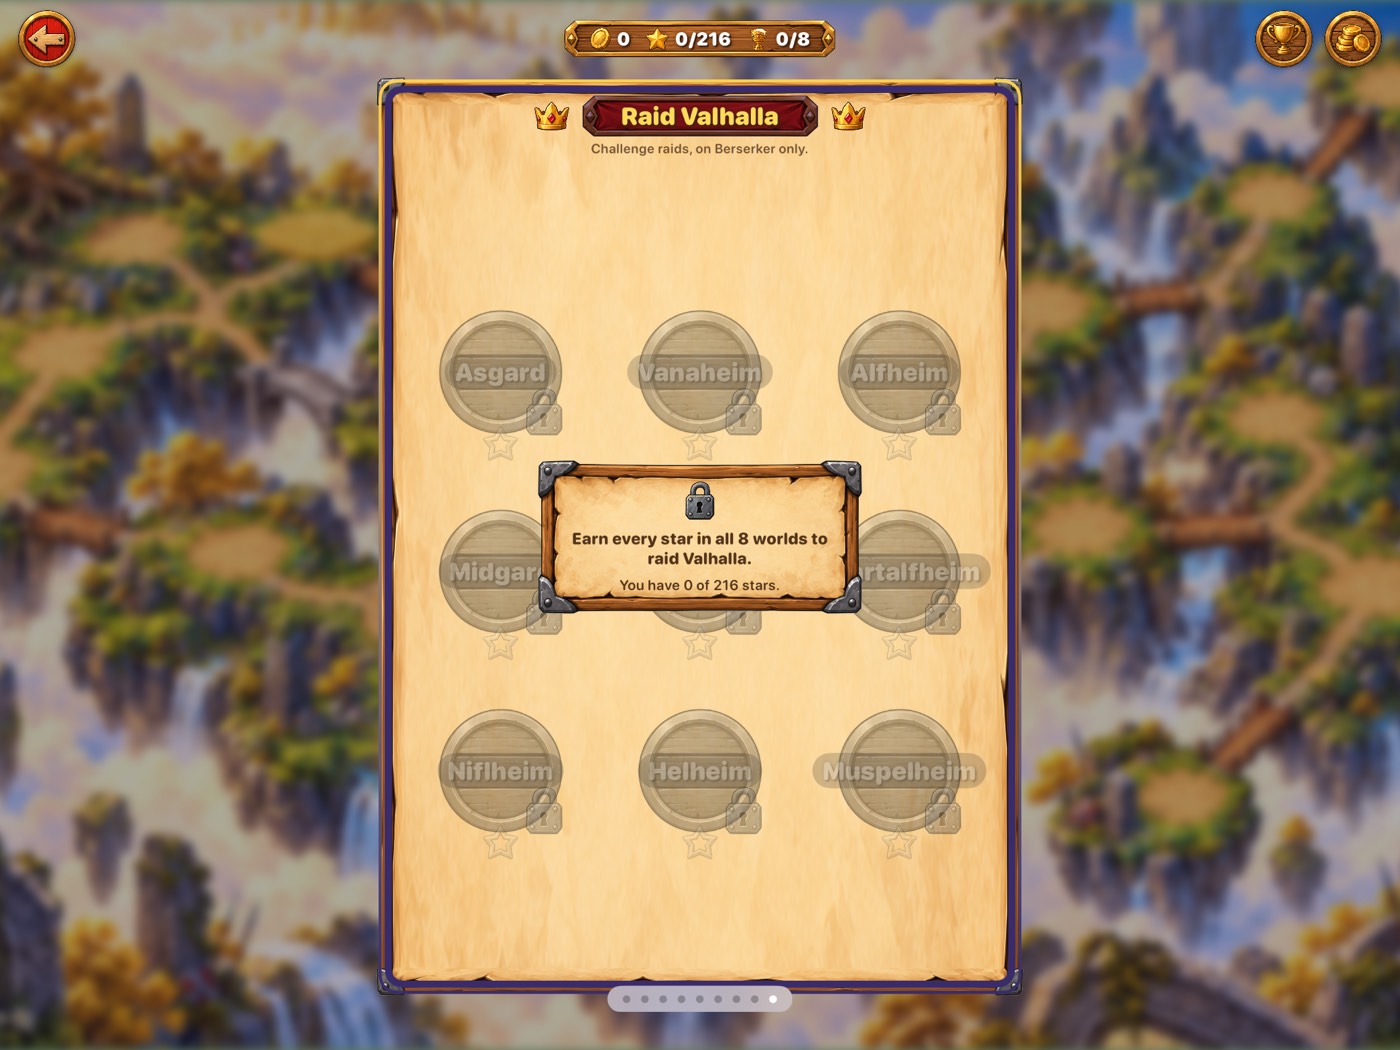 0 0/216 0/8
Raid Valhalla
Challenge raids, on Berserker only.
Asgard Vanaheim Alfheim
Earn every star in all 8 worlds to
raid Valhalla.
You have 0 of 216 stars.
Niflheim Helheim Muspelheim